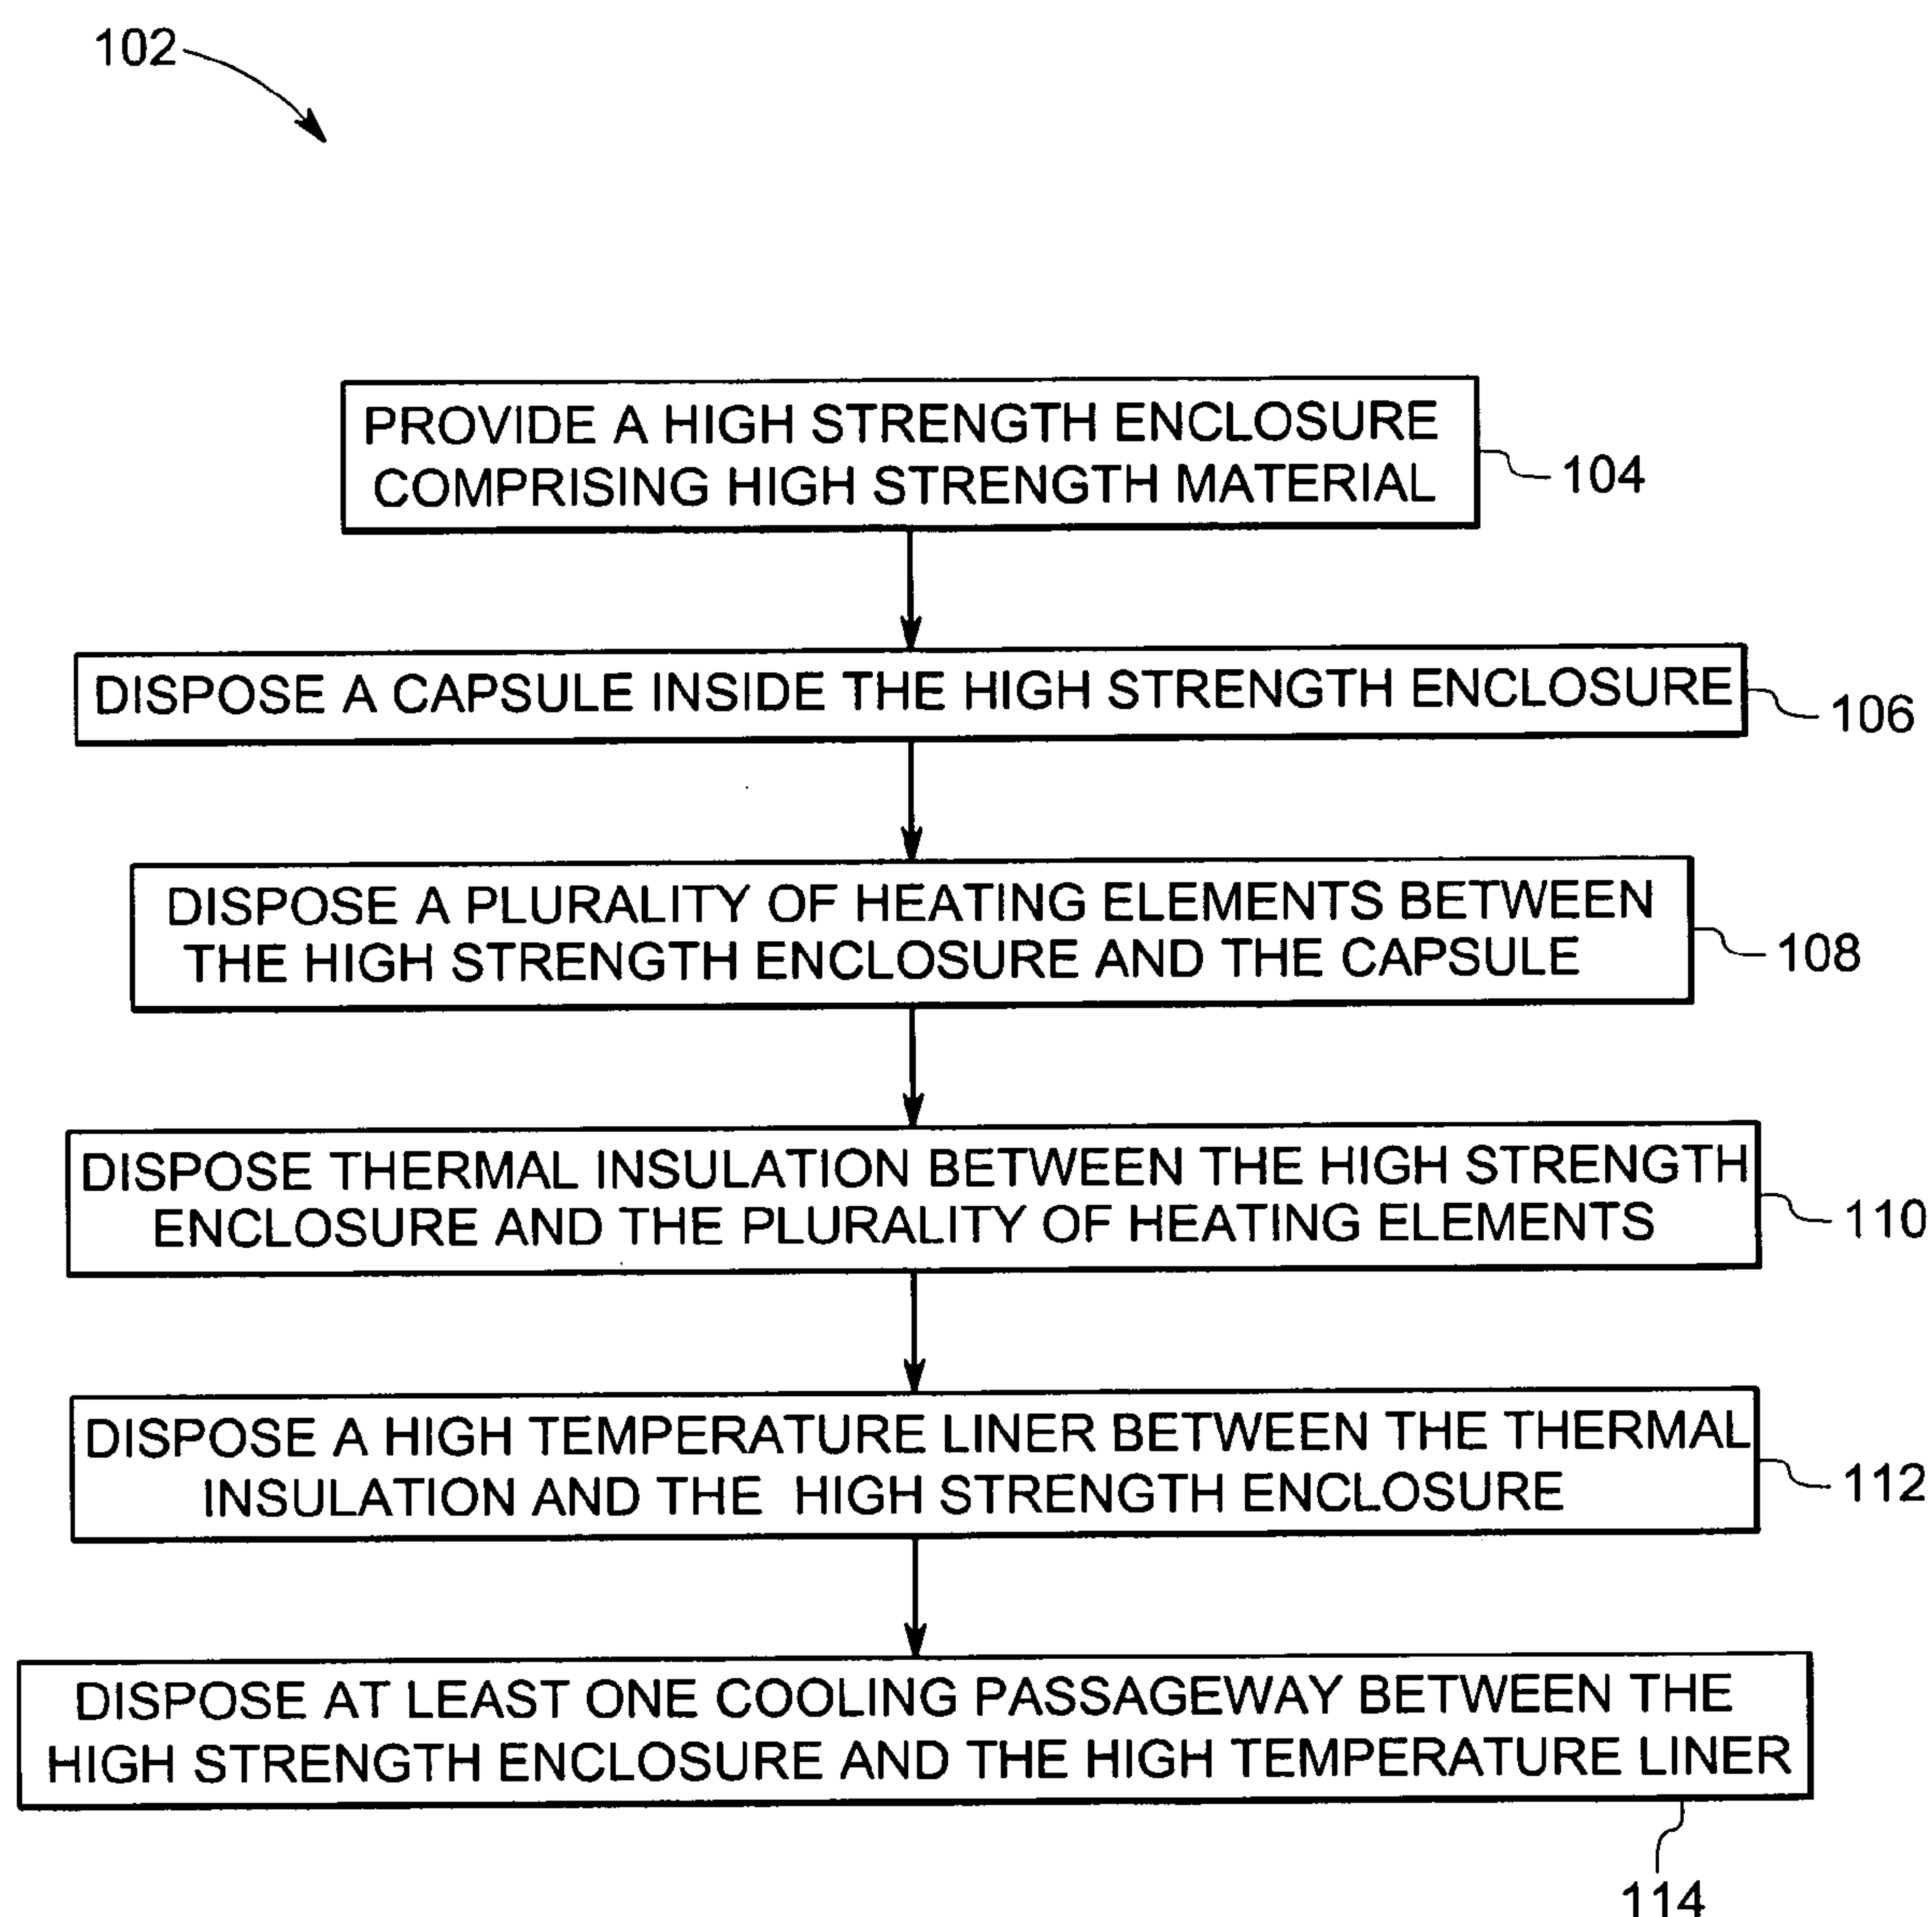 102
PROVIDE A HIGH STRENGTH ENCLOSURE
COMPRISING HIGH STRENGTH MATERIAL
104
DISPOSE A CAPSULE INSIDE THE HIGH STRENGTH ENCLOSURE
106
DISPOSE A PLURALITY OF HEATING ELEMENTS BETWEEN
THE HIGH STRENGTH ENCLOSURE AND THE CAPSULE
108
DISPOSE THERMAL INSULATION BETWEEN THE HIGH STRENGTH
ENCLOSURE AND THE PLURALITY OF HEATING ELEMENTS
110
DISPOSE A HIGH TEMPERATURE LINER BETWEEN THE THERMAL
INSULATION AND THE HIGH STRENGTH ENCLOSURE
112
DISPOSE AT LEAST ONE COOLING PASSAGEWAY BETWEEN THE
HIGH STRENGTH ENCLOSURE AND THE HIGH TEMPERATURE LINER
114